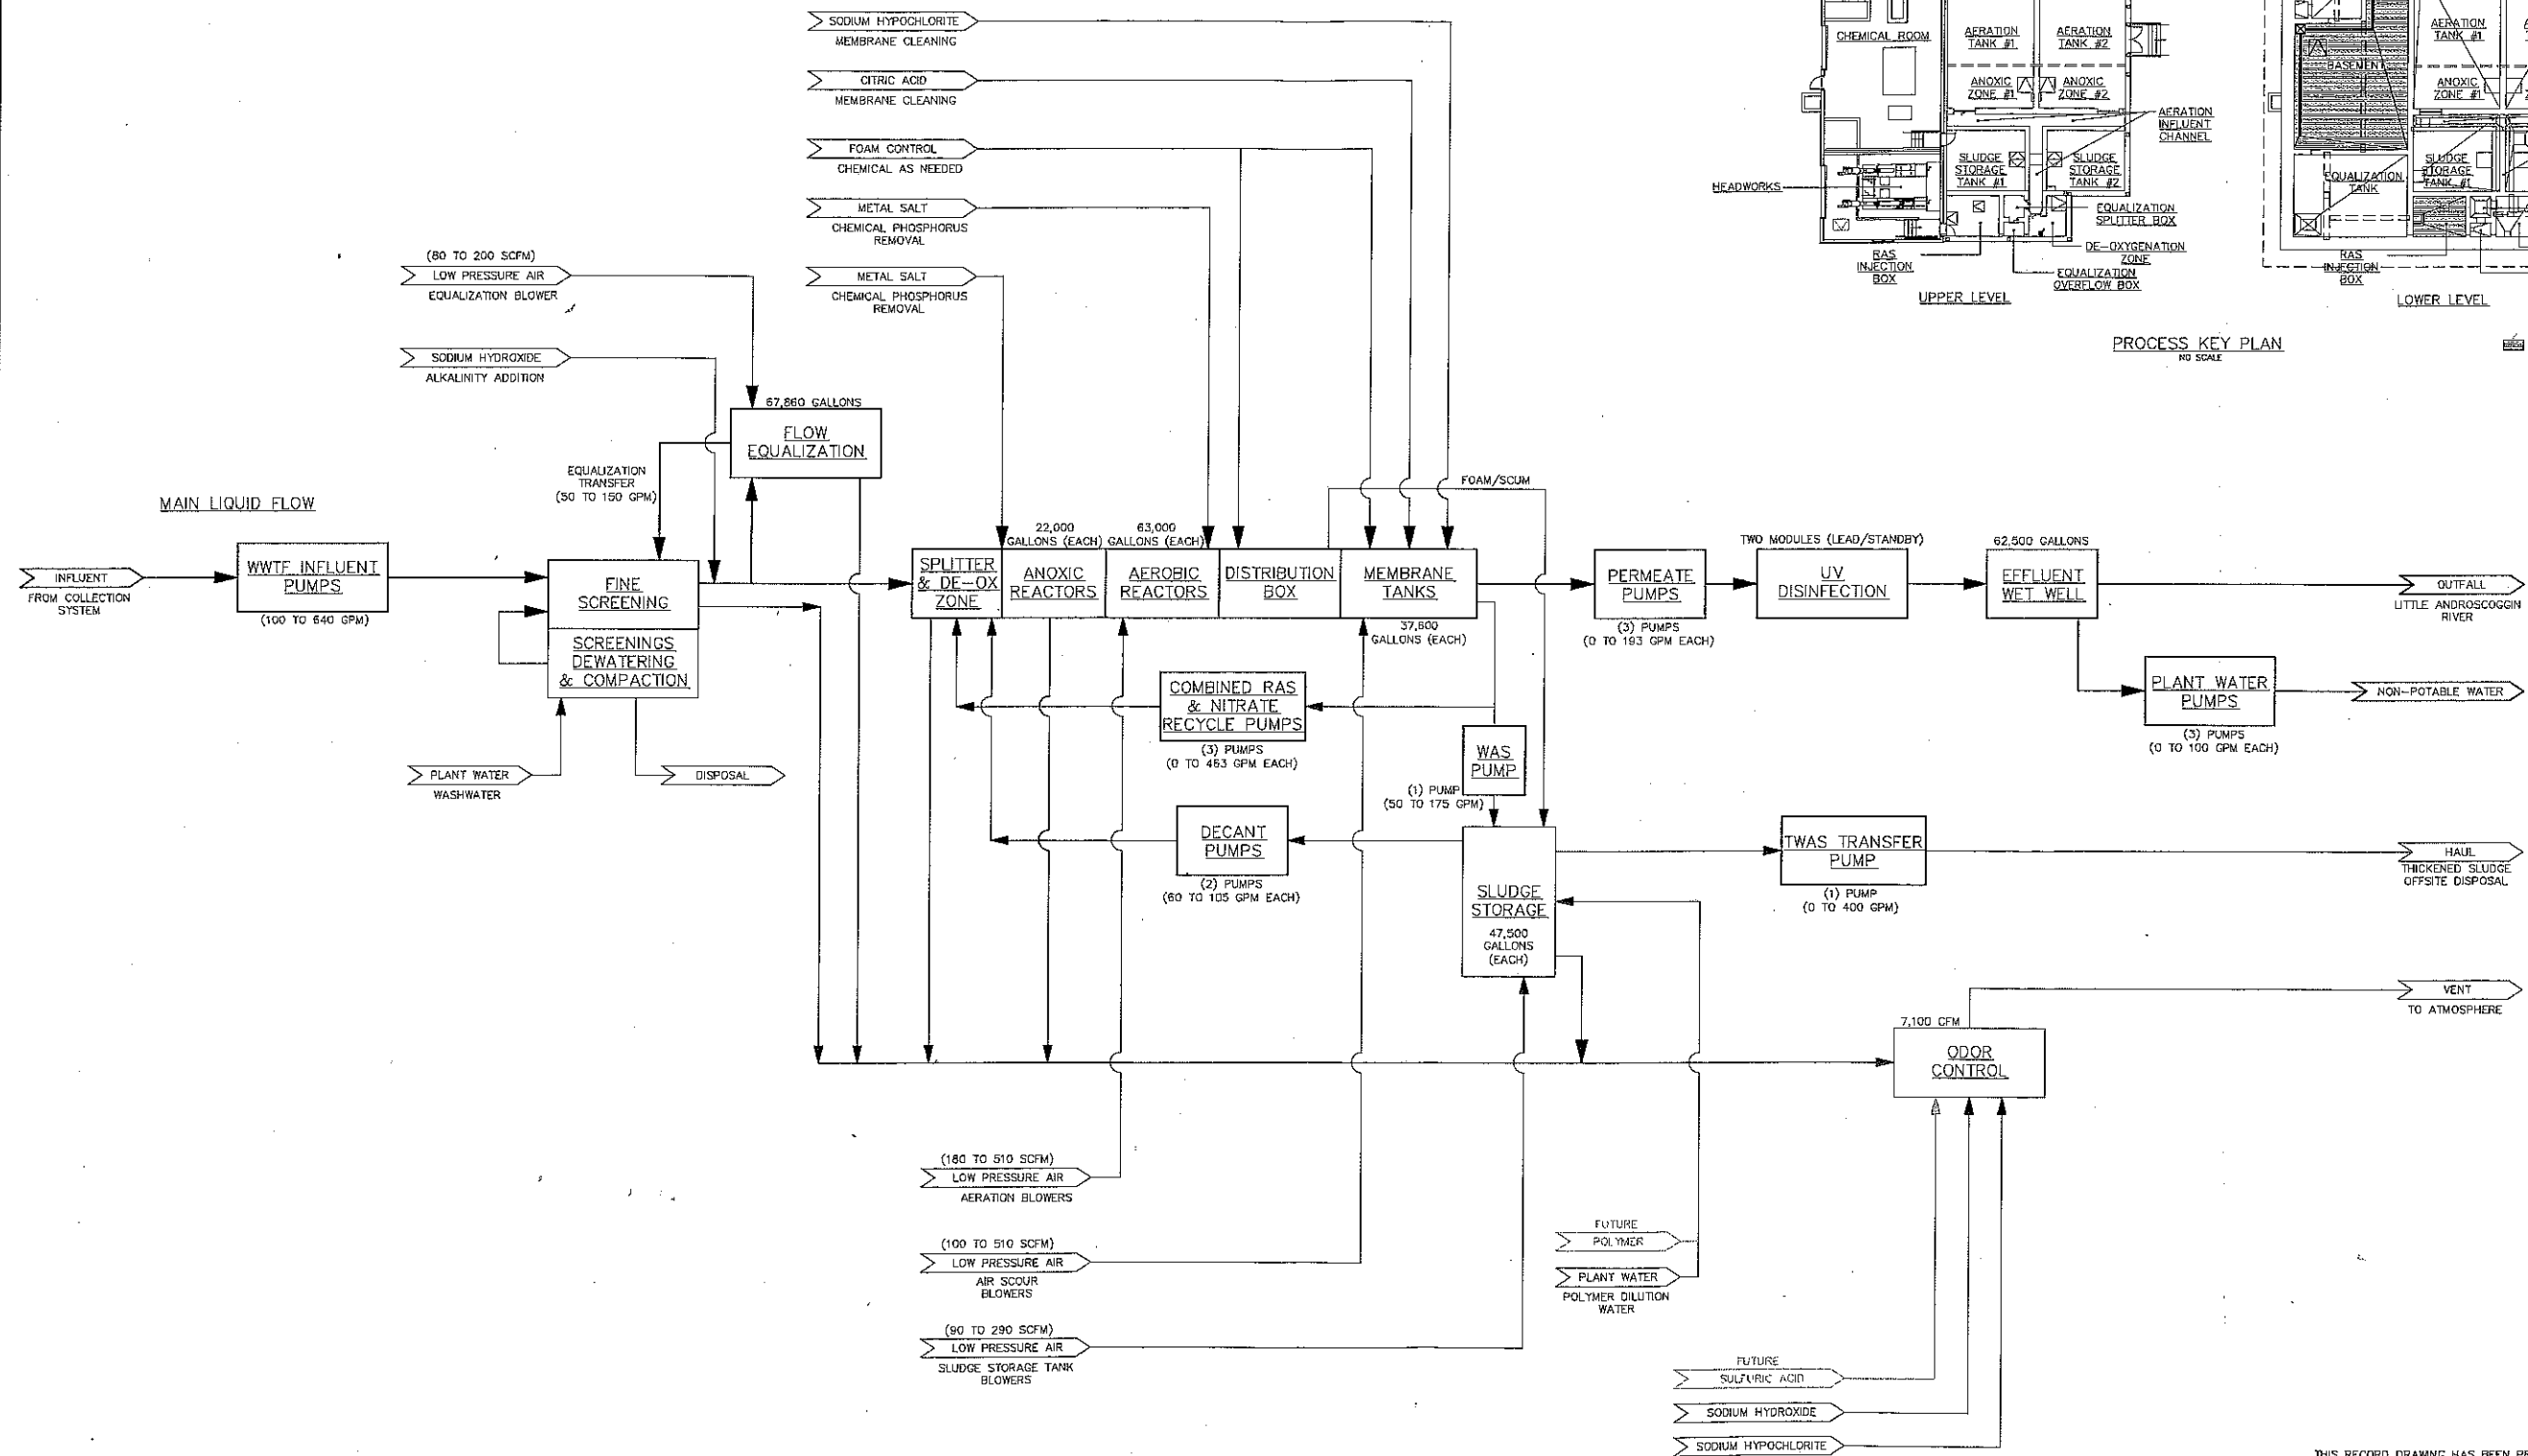 SODIUM HYPOCHLORITE
MEMBRANE CLEANING
CITRIC ACID
MEMBRANE CLEANING
FOAM CONTROL
CHEMICAL AS NEEDED
METAL SALT
CHEMICAL PHOSPHORUS
REMOVAL
METAL SALT
CHEMICAL PHOSPHORUS
REMOVAL
(80 TO 200 SCFM)
LOW PRESSURE AIR
EQUALIZATION BLOWER
SODIUM HYDROXIDE
ALKALINITY ADDITION
67,860 GALLONS
FLOW
EQUALIZATION
EQUALIZATION
TRANSFER
(50 TO 150 GPM)
MAIN LIQUID FLOW
INFLUENT
FROM COLLECTION
SYSTEM
WWTF INFLUENT
PUMPS
(100 TO 640 GPM)
FINE
SCREENING
SCREENINGS
DEWATERING
& COMPACTION
PLANT WATER
WASHWATER
DISPOSAL
SPLITTER
& DE-OX
ZONE
22,000
GALLONS (EACH)
ANOXIC
REACTORS
63,000
GALLONS (EACH)
AEROBIC
REACTORS
DISTRIBUTION
BOX
MEMBRANE
TANKS
37,800
GALLONS (EACH)
FOAM/SCUM
PERMEATE
PUMPS
(3) PUMPS
(0 TO 193 GPM EACH)
TWO MODULES (LEAD/STANDBY)
UV
DISINFECTION
62,500 GALLONS
EFFLUENT
WET WELL
OUTFALL
LITTLE ANDROSCOGGIN
RIVER
PLANT WATER
PUMPS
(3) PUMPS
(0 TO 100 GPM EACH)
NON-POTABLE WATER
COMBINED RAS
& NITRATE
RECYCLE PUMPS
(3) PUMPS
(0 TO 463 GPM EACH)
WAS
PUMP
(1) PUMP
(50 TO 175 GPM)
DECANT
PUMPS
(2) PUMPS
(60 TO 105 GPM EACH)
SLUDGE
STORAGE
47,500
GALLONS
(EACH)
TWAS TRANSFER
PUMP
(1) PUMP
(0 TO 400 GPM)
HAUL
THICKENED SLUDGE
OFFSITE DISPOSAL
VENT
TO ATMOSPHERE
7,100 CFM
ODOR
CONTROL
(180 TO 510 SCFM)
LOW PRESSURE AIR
AERATION BLOWERS
(100 TO 510 SCFM)
LOW PRESSURE AIR
AIR SCOUR
BLOWERS
(90 TO 290 SCFM)
LOW PRESSURE AIR
SLUDGE STORAGE TANK
BLOWERS
FUTURE
POLYMER
PLANT WATER
POLYMER DILUTION
WATER
FUTURE
SULFURIC ACID
SODIUM HYDROXIDE
SODIUM HYPOCHLORITE
CHEMICAL ROOM
AERATION
TANK #1
AERATION
TANK #2
ANOXIC
ZONE #1
ANOXIC
ZONE #2
AERATION
INFLUENT
CHANNEL
SLUDGE
STORAGE
TANK #1
SLUDGE
STORAGE
TANK #2
HEADWORKS
EQUALIZATION
SPLITTER BOX
DE-OXYGENATION
ZONE
RAS
INJECTION
BOX
EQUALIZATION
OVERFLOW BOX
UPPER LEVEL
AERATION
TANK #1
BASEMENT
ANOXIC
ZONE #1
SLUDGE
STORAGE
TANK #1
EQUALIZATION
TANK
RAS
INJECTION
BOX
LOWER LEVEL
PROCESS KEY PLAN
NO SCALE
THIS RECORD DRAWING HAS BEEN